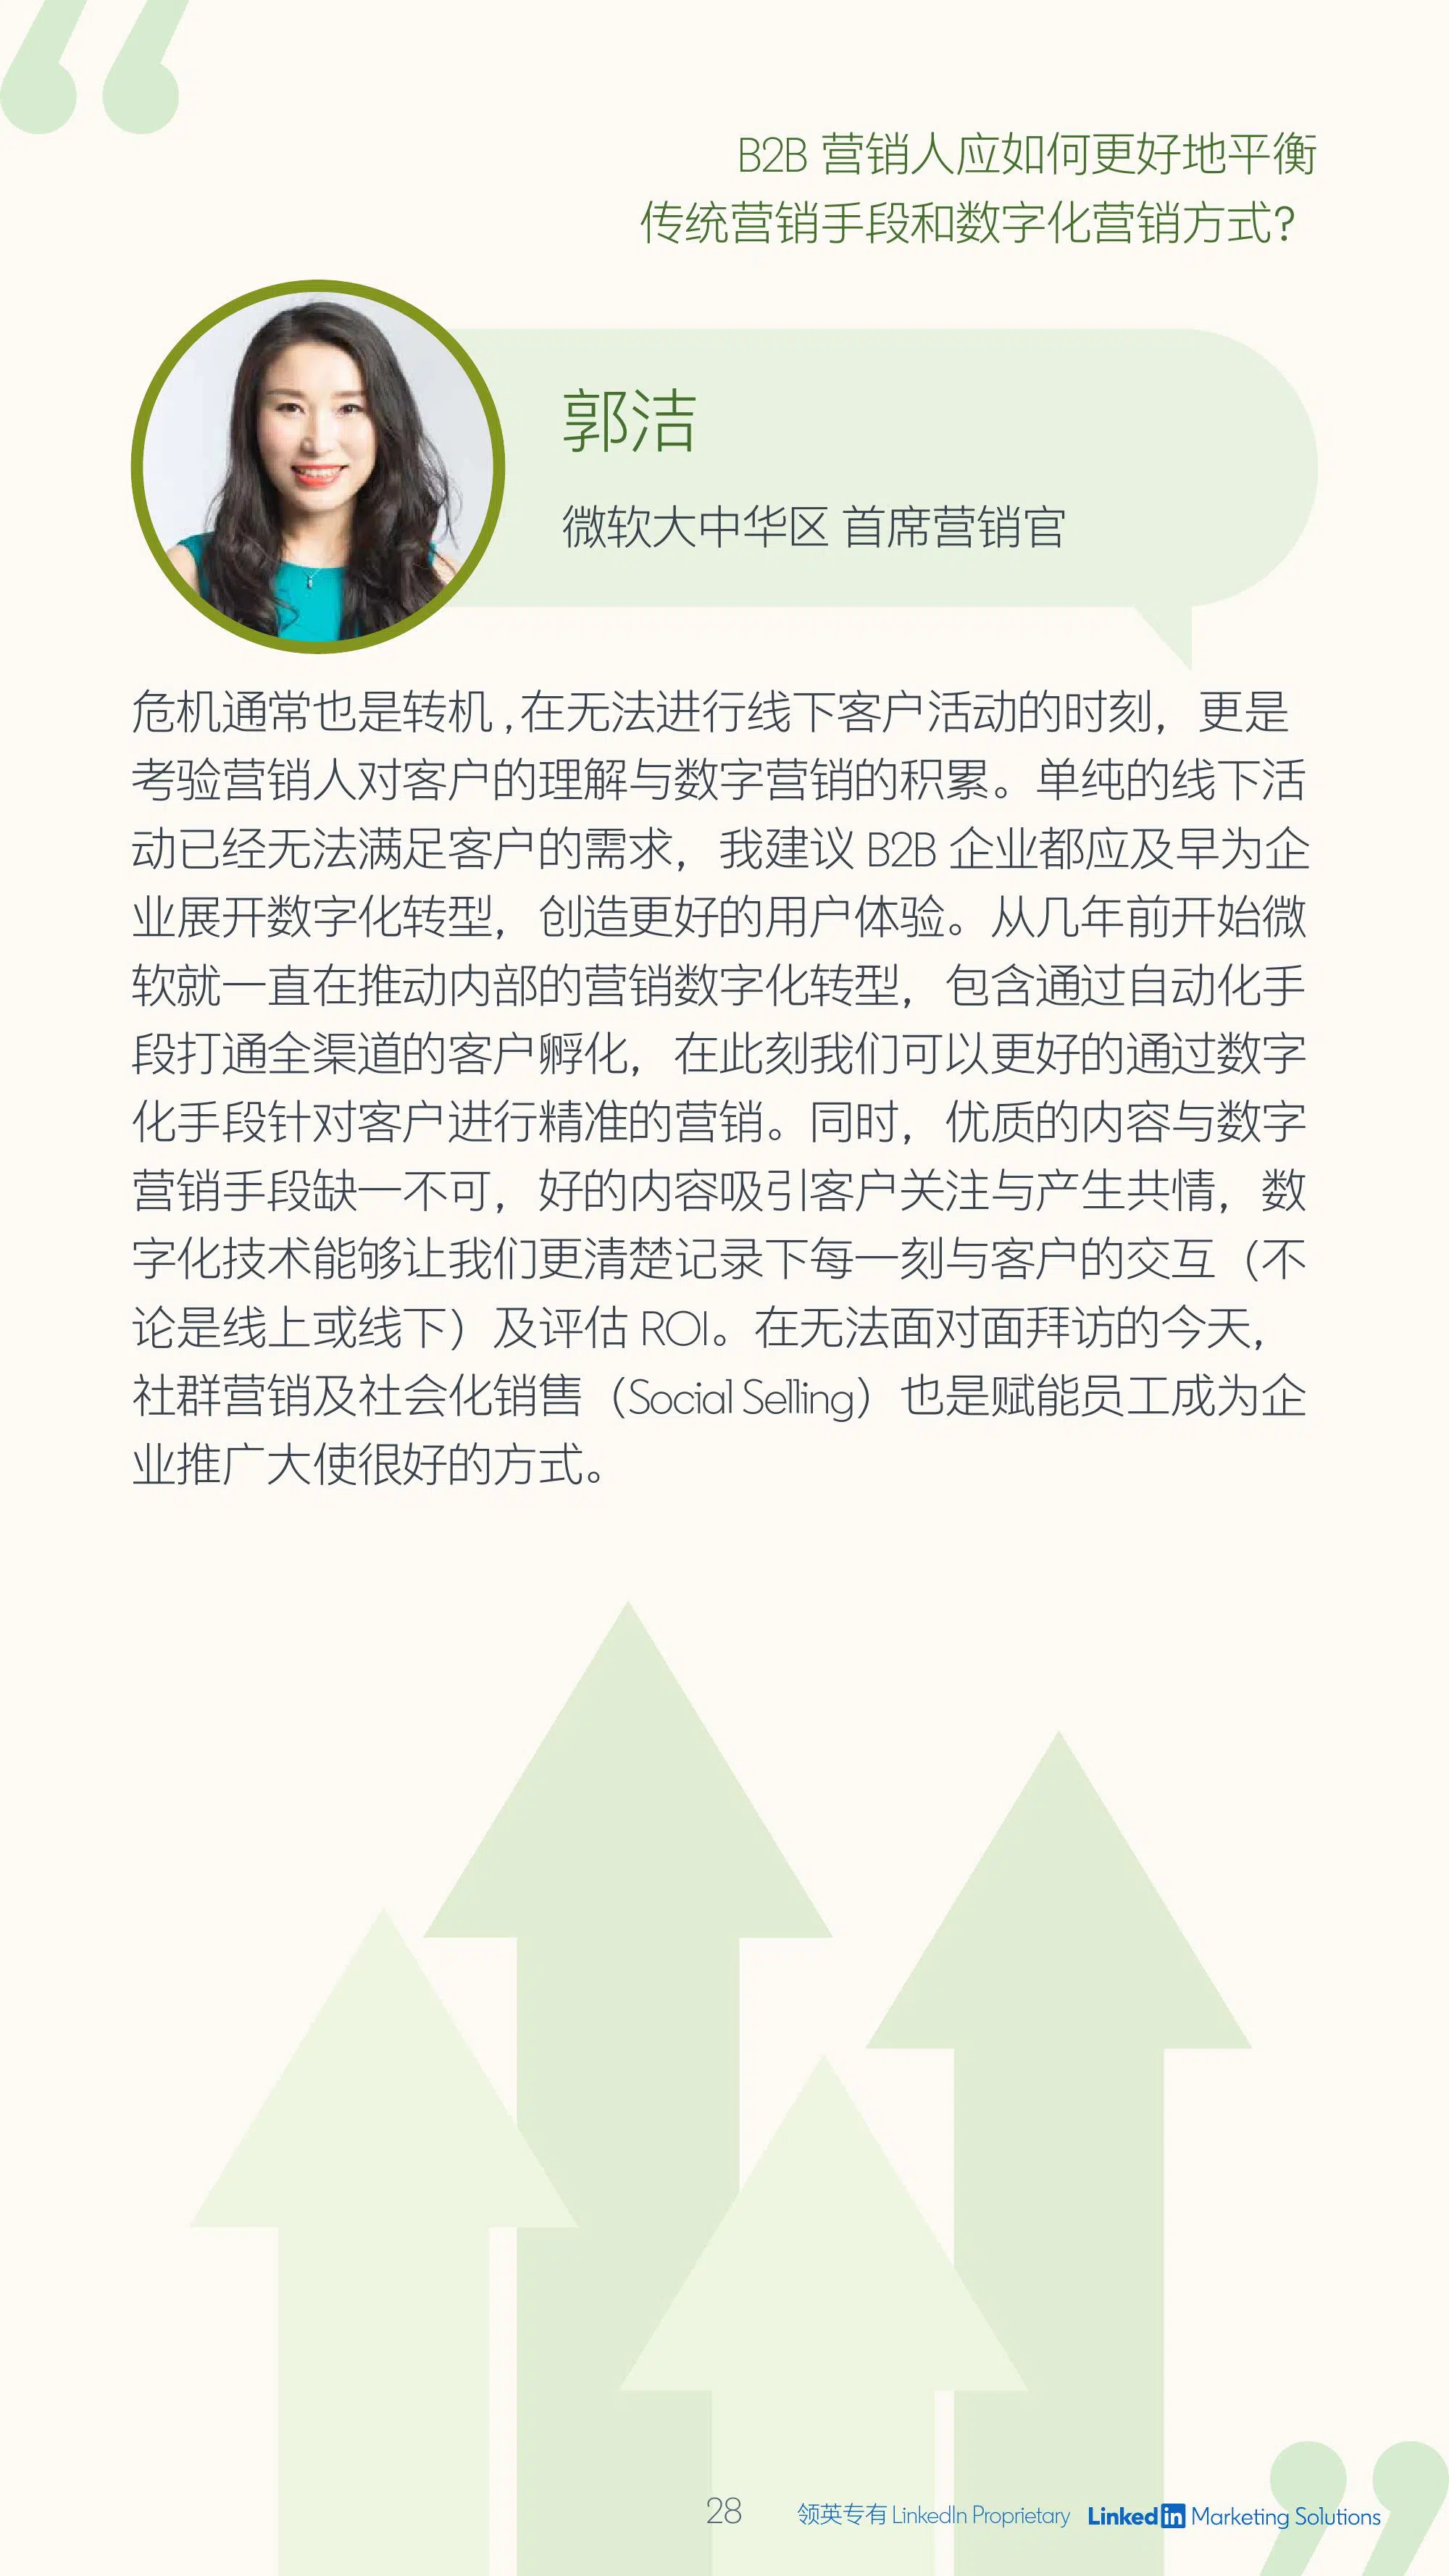 B2B 营销人应如何更好地平衡
传统营销手段和数字化营销方式？
郭洁
微软大中华区 首席营销官
危机通常也是转机 ,在无法进行线下客户活动的时刻，更是
考验营销人对客户的理解与数字营销的积累。单纯的线下活
动已经无法满足客户的需求，我建议 B2B 企业都应及早为企
业展开数字化转型，创造更好的用户体验。从几年前开始微
软就一直在推动内部的营销数字化转型，包含通过自动化手
段打通全渠道的客户孵化，在此刻我们可以更好的通过数字
化手段针对客户进行精准的营销。同时，优质的内容与数字
营销手段缺一不可，好的内容吸引客户关注与产生共情，数
字化技术能够让我们更清楚记录下每一刻与客户的交互（不
论是线上或线下）及评估 ROI。在无法面对面拜访的今天，
社群营销及社会化销售（Social Selling）也是赋能员工成为企
业推广大使很好的方式。
28 领英专有 LinkedIn Proprietary LinkedIn Marketing Solutions